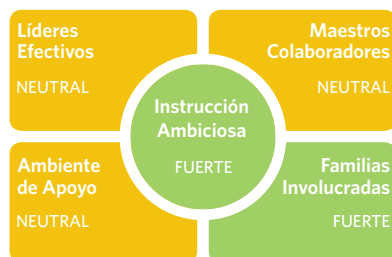 Líderes
Efectivos
NEUTRAL
Maestros
Colaboradores
NEUTRAL
Instrucción
Ambiciosa
FUERTE
Ambiente
de Apoyo
NEUTRAL
Familias
Involucradas
FUERTE